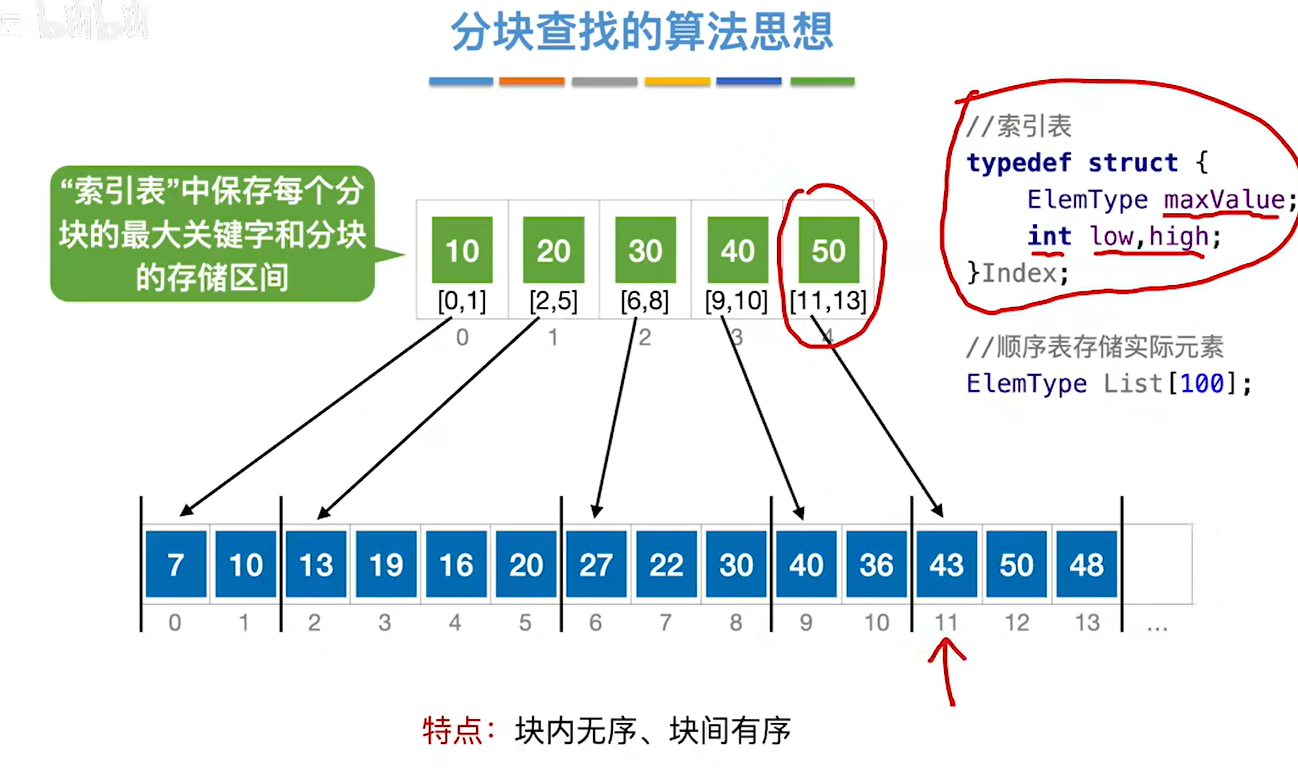 分块查找的算法思想
“索引表”中保存每个分
块的最大关键字和分块
的存储区间
10 20 30 40 50
[0,1] [2,5] [6,8] [9,10] [11,13]
0 1 2 3 4
//索引表
typedef struct {
ElemType maxValue;
int low,high;
}Index;
//顺序表存储实际元素
ElemType List[100];
7 10 13 19 16 20 27 22 30 40 36 43 50 48
0 1 2 3 4 5 6 7 8 9 10 11 12 13 ...
特点：块内无序、块间有序